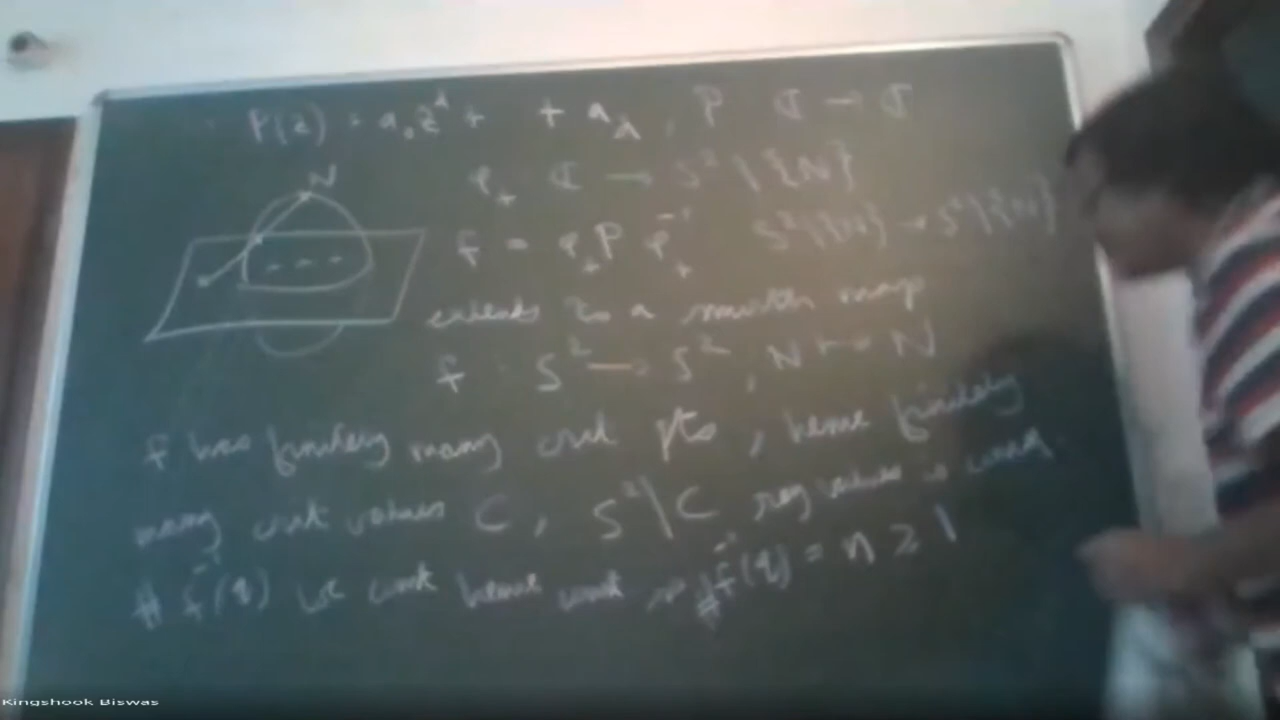 P(z) = a₀z^d + + a_d, P ℂ → ℂ
N
φ₊ ℂ → S² \ {N}
f = φ₊ P φ₊⁻¹ S² \ {N} → S² \ {N}
extends to a smooth map
f S² → S², N ↦ N
f has finitely many crit pts, hence finitely
many crit values C, S² \ C reg values is conn.
# f⁻¹(q) loc const hence const on # f⁻¹(q) = n ≥ 1
Kingshook Biswas